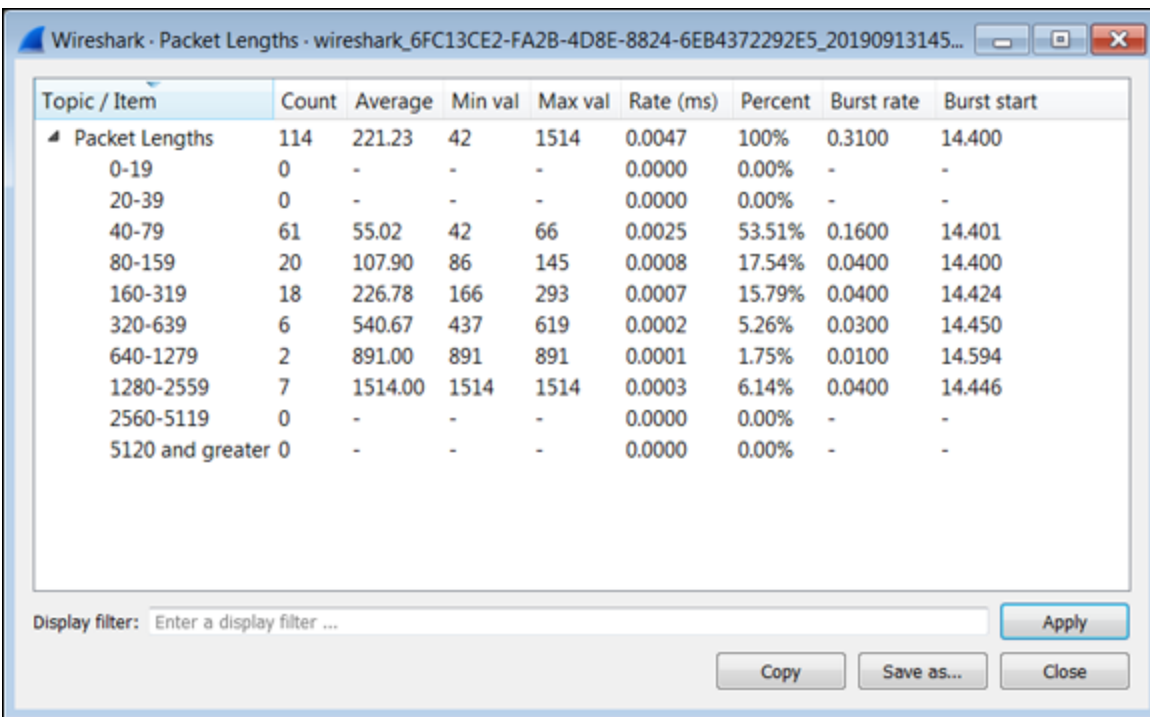 Wireshark · Packet Lengths · wireshark_6FC13CE2-FA2B-4D8E-8824-6EB4372292E5_20190913145...
Topic / Item Count Average Min val Max val Rate (ms) Percent Burst rate Burst start
Packet Lengths 114 221.23 42 1514 0.0047 100% 0.3100 14.400
0-19 0 - - - 0.0000 0.00% - -
20-39 0 - - - 0.0000 0.00% - -
40-79 61 55.02 42 66 0.0025 53.51% 0.1600 14.401
80-159 20 107.90 86 145 0.0008 17.54% 0.0400 14.400
160-319 18 226.78 166 293 0.0007 15.79% 0.0400 14.424
320-639 6 540.67 437 619 0.0002 5.26% 0.0300 14.450
640-1279 2 891.00 891 891 0.0001 1.75% 0.0100 14.594
1280-2559 7 1514.00 1514 1514 0.0003 6.14% 0.0400 14.446
2560-5119 0 - - - 0.0000 0.00% - -
5120 and greater 0 - - - 0.0000 0.00% - -
Display filter: Enter a display filter ... Apply
Copy Save as... Close